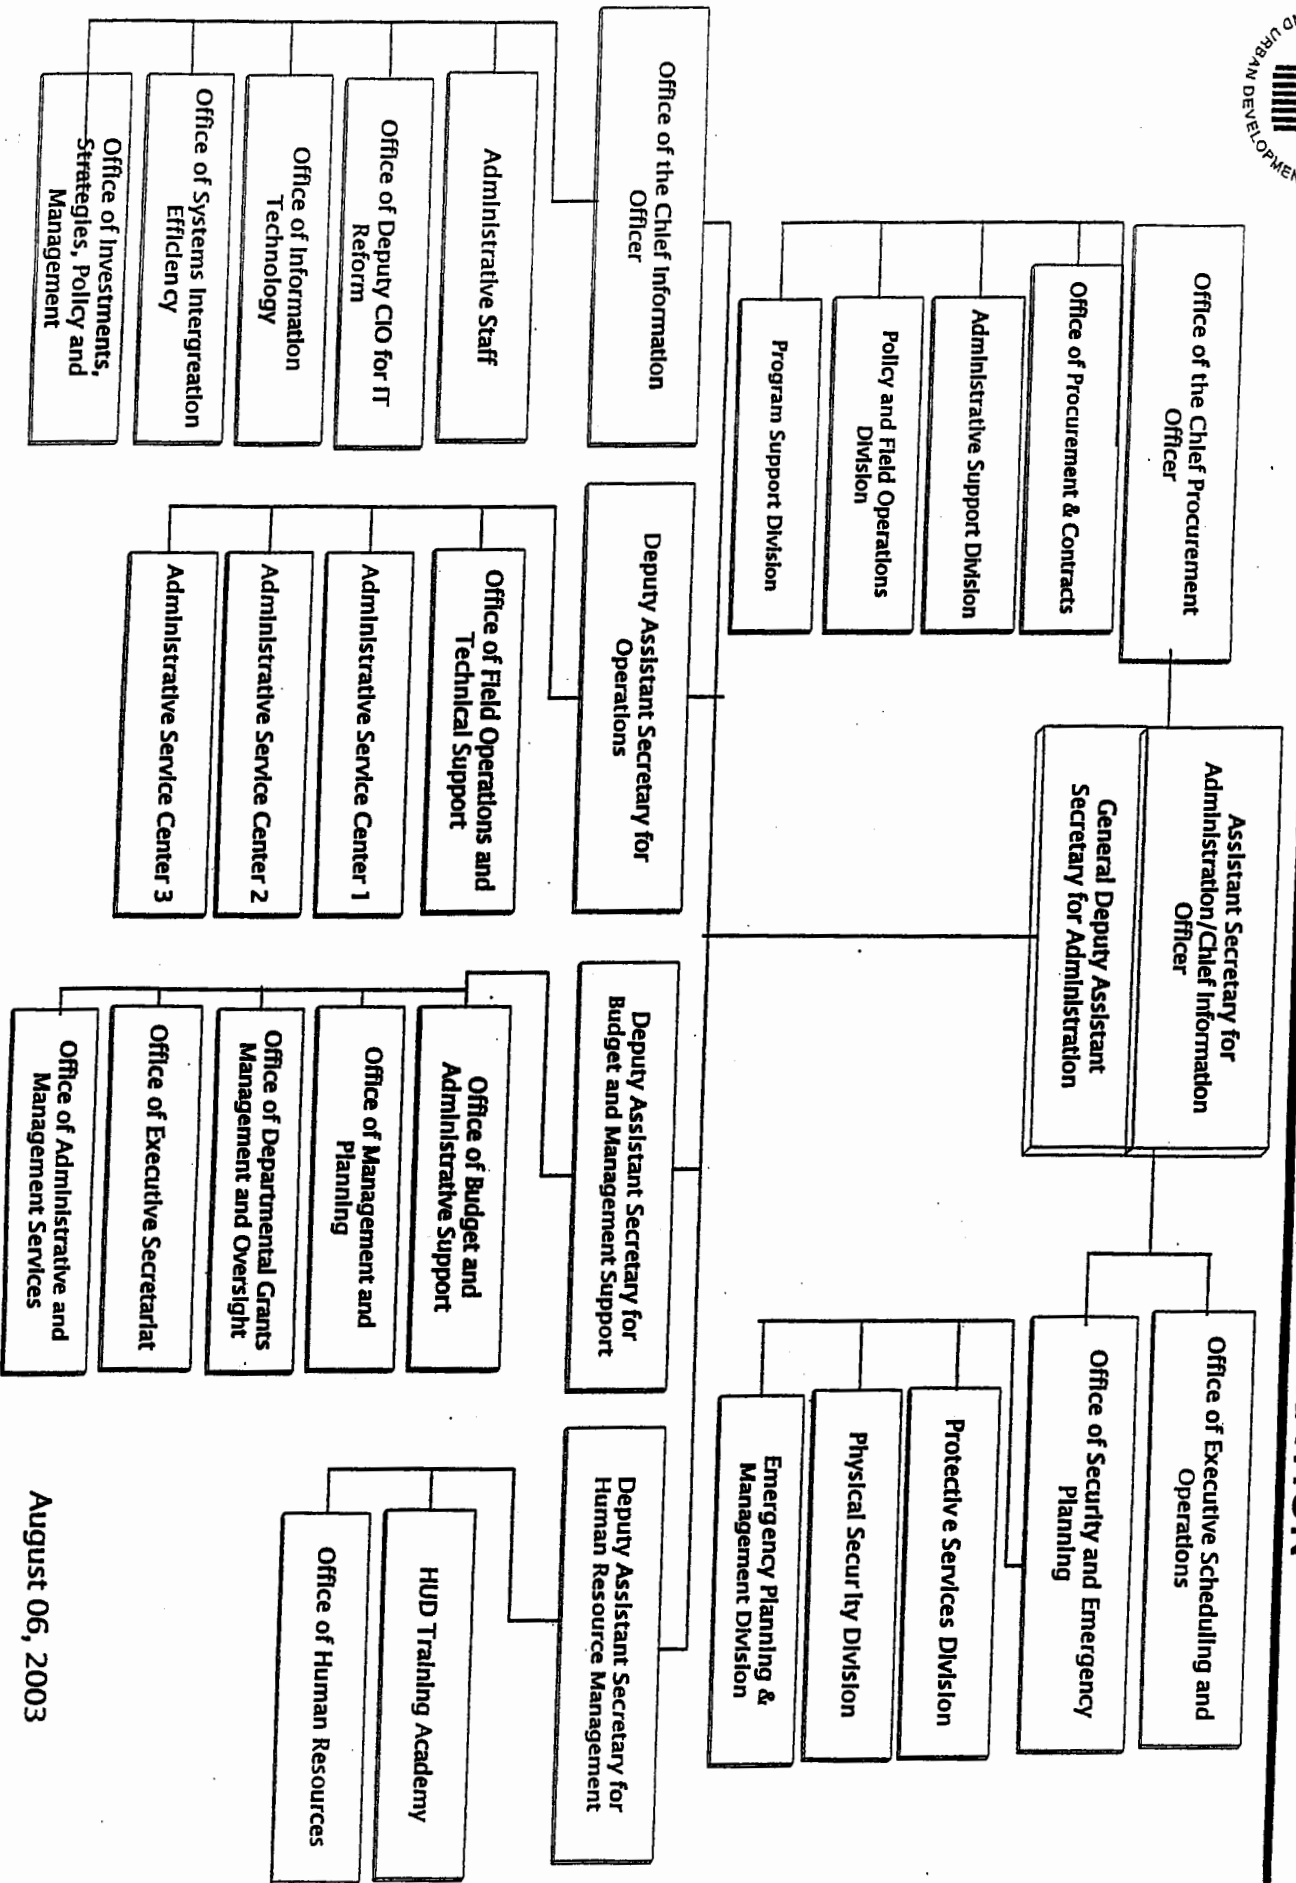 URBAN DEVELOPMEN
Assistant Secretary for
Administration/Chief Information
Officer
General Deputy Assistant
Secretary for Administration
Office of the Chief Procurement
Officer
Office of Procurement & Contracts
Administrative Support Division
Policy and Field Operations
Division
Program Support Division
Office of Executive Scheduling and
Operations
Office of Security and Emergency
Planning
Protective Services Division
Physical Security Division
Emergency Planning &
Management Division
Office of the Chief Information
Officer
Administrative Staff
Office of Deputy CIO for IT
Reform
Office of Information
Technology
Office of Systems Intergreation
Efficiency
Office of Investments,
Strategies, Policy and
Management
Deputy Assistant Secretary for
Operations
Office of Field Operations and
Technical Support
Administrative Service Center 1
Administrative Service Center 2
Administrative Service Center 3
Deputy Assistant Secretary for
Budget and Management Support
Office of Budget and
Administrative Support
Office of Management and
Planning
Office of Departmental Grants
Management and Oversight
Office of Executive Secretariat
Office of Administrative and
Management Services
Deputy Assistant Secretary for
Human Resource Management
HUD Training Academy
Office of Human Resources
August 06, 2003